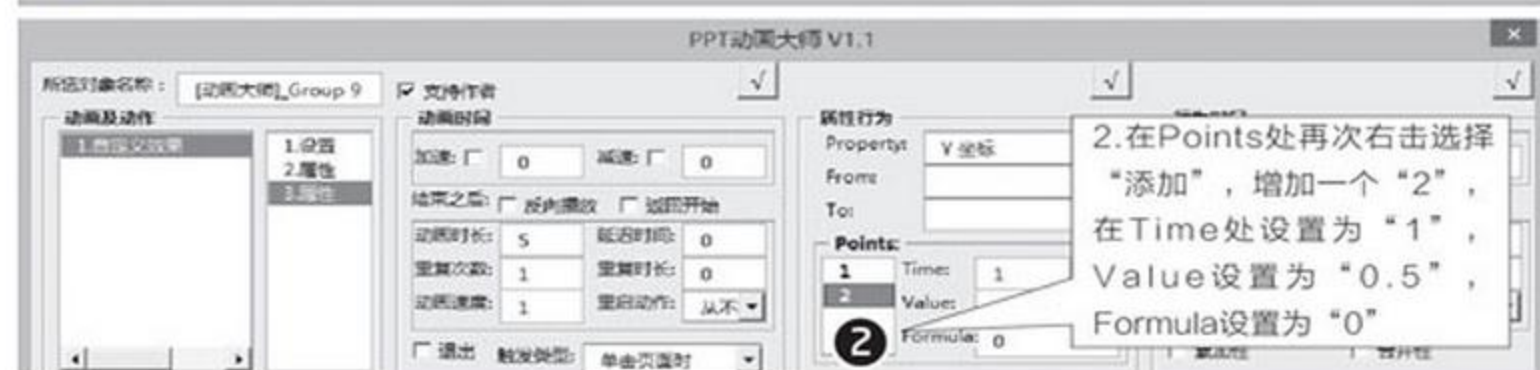 PPT动画大师 V1.1
所选对象名称： [动画大师]_Group 9 支持作者 √ √ √
动画及动作 动画时间 属性行为
1.自定义效果 1.设置 2.属性 3.属性
加速: 0 减速: 0
结束之后: 反向播放 返回开始
动画时长: 5 延迟时间: 0
重复次数: 1 重复时长: 0
动画速度: 1 重启动作: 从不
退出 触发类型: 单击页面时
Property: Y 坐标
From:
To:
Points:
1 Time: 1
2 Value:
Formula: 0
2
2.在Points处再次右击选择
“添加”，增加一个“2”，
在Time处设置为“1”，
Value设置为“0.5”，
Formula设置为“0”